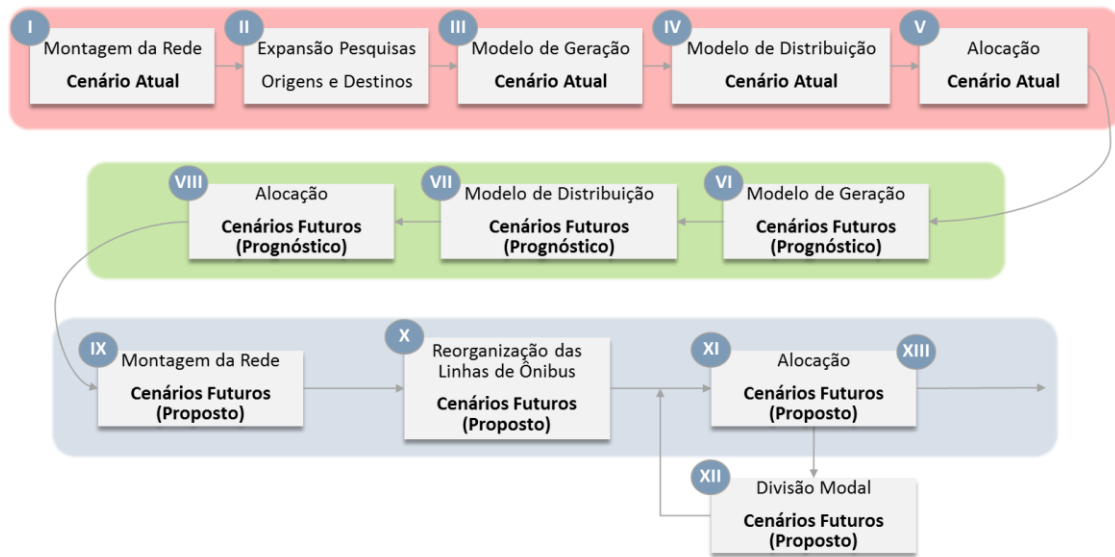 I
Montagem da Rede
Cenário Atual
II
Expansão Pesquisas
Origens e Destinos
III
Modelo de Geração
Cenário Atual
IV
Modelo de Distribuição
Cenário Atual
V
Alocação
Cenário Atual
VI
Modelo de Geração
Cenários Futuros
(Prognóstico)
VII
Modelo de Distribuição
Cenários Futuros
(Prognóstico)
VIII
Alocação
Cenários Futuros
(Prognóstico)
IX
Montagem da Rede
Cenários Futuros
(Proposto)
X
Reorganização das
Linhas de Ônibus
Cenários Futuros
(Proposto)
XI
Alocação
Cenários Futuros
(Proposto)
XIII
XII
Divisão Modal
Cenários Futuros
(Proposto)